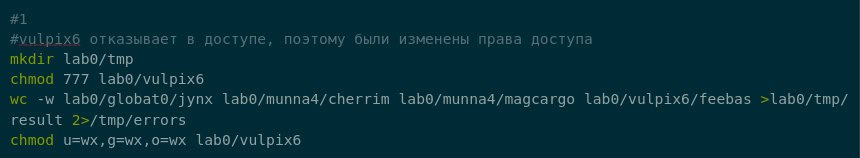 #1
#vulpix6 отказывает в доступе, поэтому были изменены права доступа
mkdir lab0/tmp
chmod 777 lab0/vulpix6
wc -w lab0/globat0/jynx lab0/munna4/cherrim lab0/munna4/magcargo lab0/vulpix6/feebas >lab0/tmp/
result 2>/tmp/errors
chmod u=wx,g=wx,o=wx lab0/vulpix6